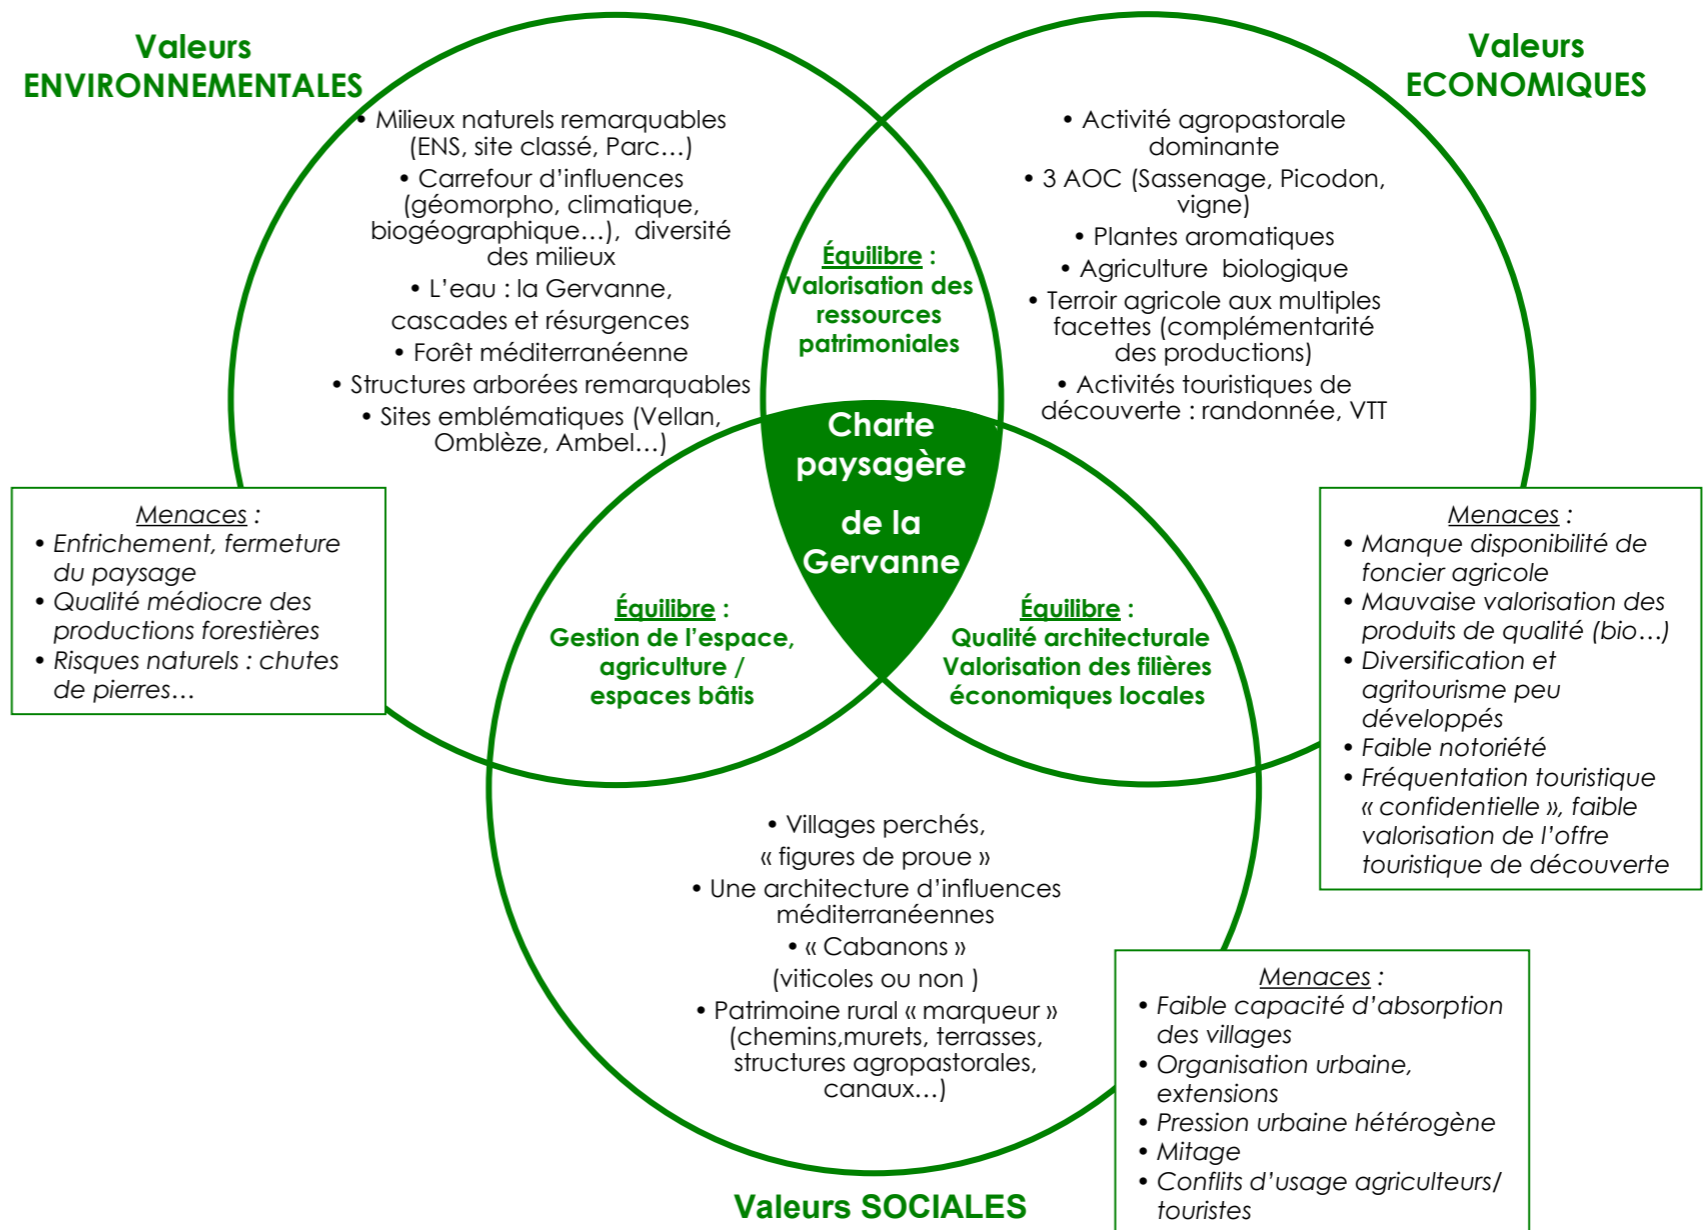 Valeurs
ENVIRONNEMENTALES
• Milieux naturels remarquables
(ENS, site classé, Parc…)
• Carrefour d’influences
(géomorpho, climatique,
biogéographique…), diversité
des milieux
• L’eau : la Gervanne,
cascades et résurgences
• Forêt méditerranéenne
• Structures arborées remarquables
• Sites emblématiques (Vellan,
Omblèze, Ambel…)
Menaces :
• Enfrichement, fermeture
du paysage
• Qualité médiocre des
productions forestières
• Risques naturels : chutes
de pierres…
Équilibre :
Valorisation des
ressources
patrimoniales
Valeurs
ECONOMIQUES
• Activité agropastorale
dominante
• 3 AOC (Sassenage, Picodon,
vigne)
• Plantes aromatiques
• Agriculture biologique
• Terroir agricole aux multiples
facettes (complémentarité
des productions)
• Activités touristiques de
découverte : randonnée, VTT
Menaces :
• Manque disponibilité de
foncier agricole
• Mauvaise valorisation des
produits de qualité (bio…)
• Diversification et
agritourisme peu
développés
• Faible notoriété
• Fréquentation touristique
« confidentielle », faible
valorisation de l’offre
touristique de découverte
Charte
paysagère
de la
Gervanne
Équilibre :
Gestion de l’espace,
agriculture /
espaces bâtis
Équilibre :
Qualité architecturale
Valorisation des filières
économiques locales
• Villages perchés,
« figures de proue »
• Une architecture d’influences
méditerranéennes
• « Cabanons »
(viticoles ou non )
• Patrimoine rural « marqueur »
(chemins,murets, terrasses,
structures agropastorales,
canaux…)
Menaces :
• Faible capacité d’absorption
des villages
• Organisation urbaine,
extensions
• Pression urbaine hétérogène
• Mitage
• Conflits d’usage agriculteurs/
touristes
Valeurs SOCIALES